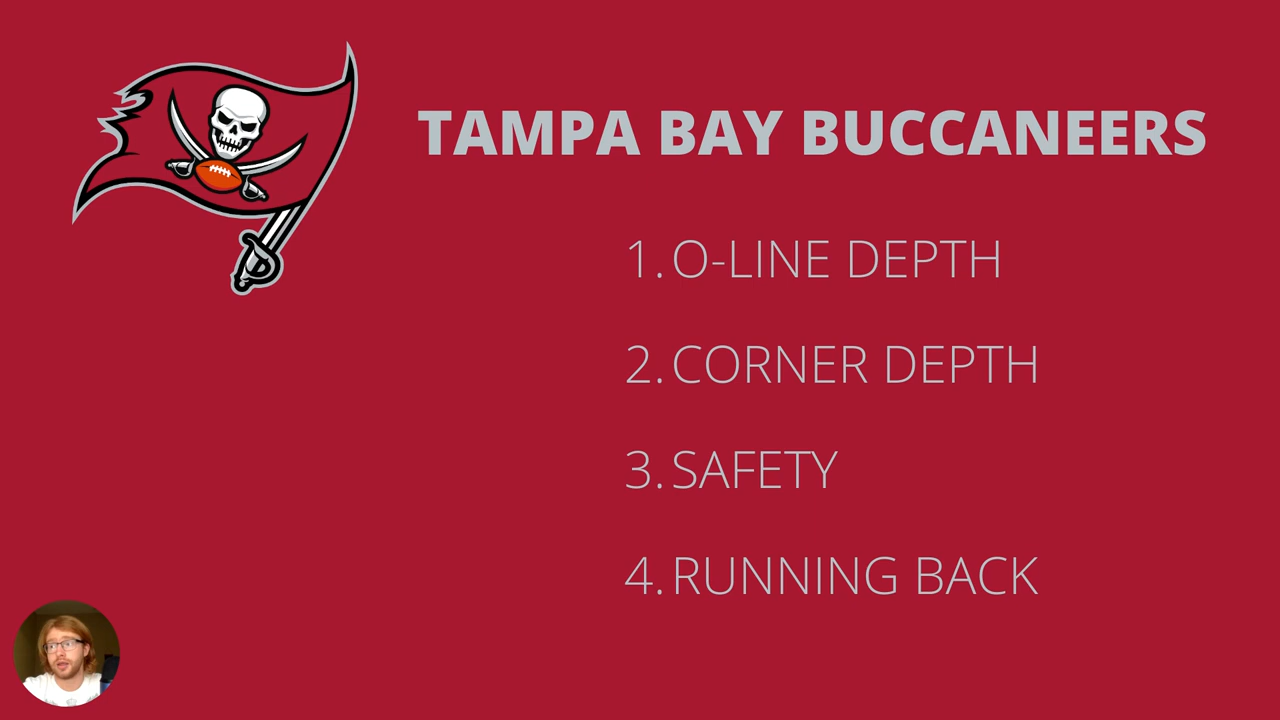 TAMPA BAY BUCCANEERS
1. O-LINE DEPTH
2. CORNER DEPTH
3. SAFETY
4. RUNNING BACK